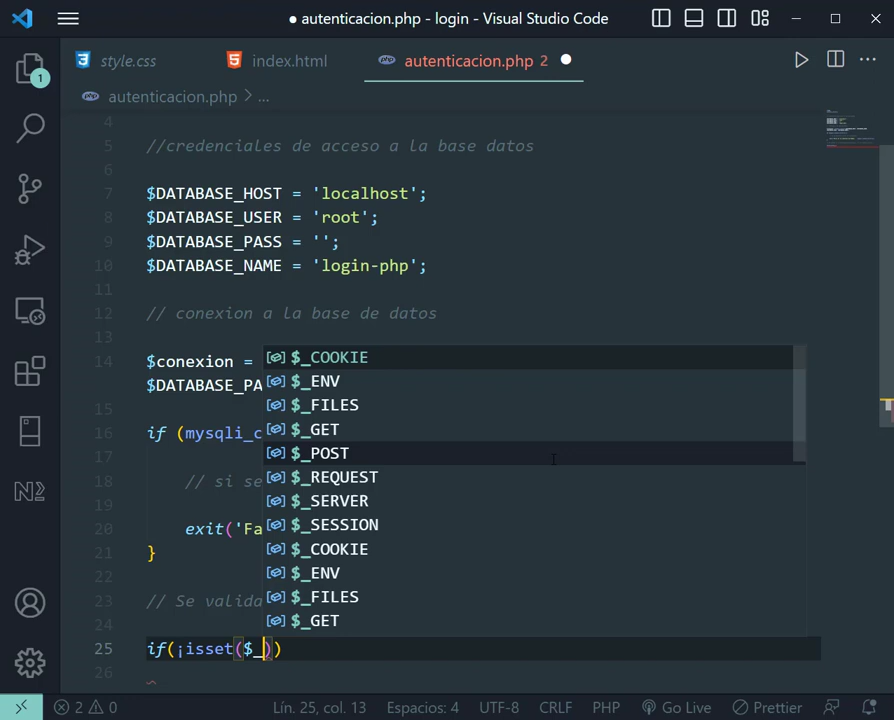 autenticacion.php - login - Visual Studio Code
style.css index.html autenticacion.php 2
1
autenticacion.php > ...
4
5 //credenciales de acceso a la base datos
6
7 $DATABASE_HOST = 'localhost';
8 $DATABASE_USER = 'root';
9 $DATABASE_PASS = '';
10 $DATABASE_NAME = 'login-php';
11
12 // conexion a la base de datos
13
14 $conexion =
$DATABASE_PA
15
16 if (mysqli_c
17
18 // si se
19
20 exit('Fa
21 }
22
23 // Se valida
24
25 if(¡isset($_))
26
$_COOKIE
$_ENV
$_FILES
$_GET
$_POST
$_REQUEST
$_SERVER
$_SESSION
$_COOKIE
$_ENV
$_FILES
$_GET
2 0 Lín. 25, col. 13 Espacios: 4 UTF-8 CRLF PHP Go Live Prettier